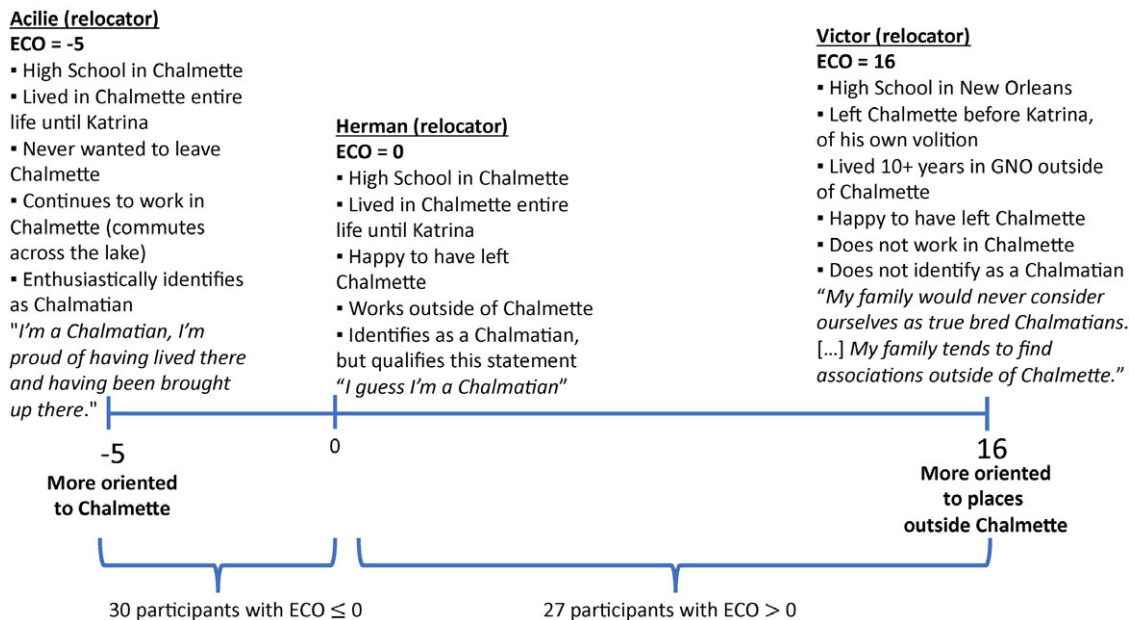 Acilie (relocator)
ECO = -5
▪ High School in Chalmette
▪ Lived in Chalmette entire
life until Katrina
▪ Never wanted to leave
Chalmette
▪ Continues to work in
Chalmette (commutes
across the lake)
▪ Enthusiastically identifies
as Chalmatian
"I’m a Chalmatian, I’m
proud of having lived there
and having been brought
up there."
Herman (relocator)
ECO = 0
▪ High School in Chalmette
▪ Lived in Chalmette entire
life until Katrina
▪ Happy to have left
Chalmette
▪ Works outside of Chalmette
▪ Identifies as a Chalmatian,
but qualifies this statement
“I guess I’m a Chalmatian”
Victor (relocator)
ECO = 16
▪ High School in New Orleans
▪ Left Chalmette before Katrina,
of his own volition
▪ Lived 10+ years in GNO outside
of Chalmette
▪ Happy to have left Chalmette
▪ Does not work in Chalmette
▪ Does not identify as a Chalmatian
“My family would never consider
ourselves as true bred Chalmatians.
[…] My family tends to find
associations outside of Chalmette.”
-5
More oriented
to Chalmette
0
16
More oriented
to places
outside Chalmette
30 participants with ECO ≤ 0
27 participants with ECO > 0